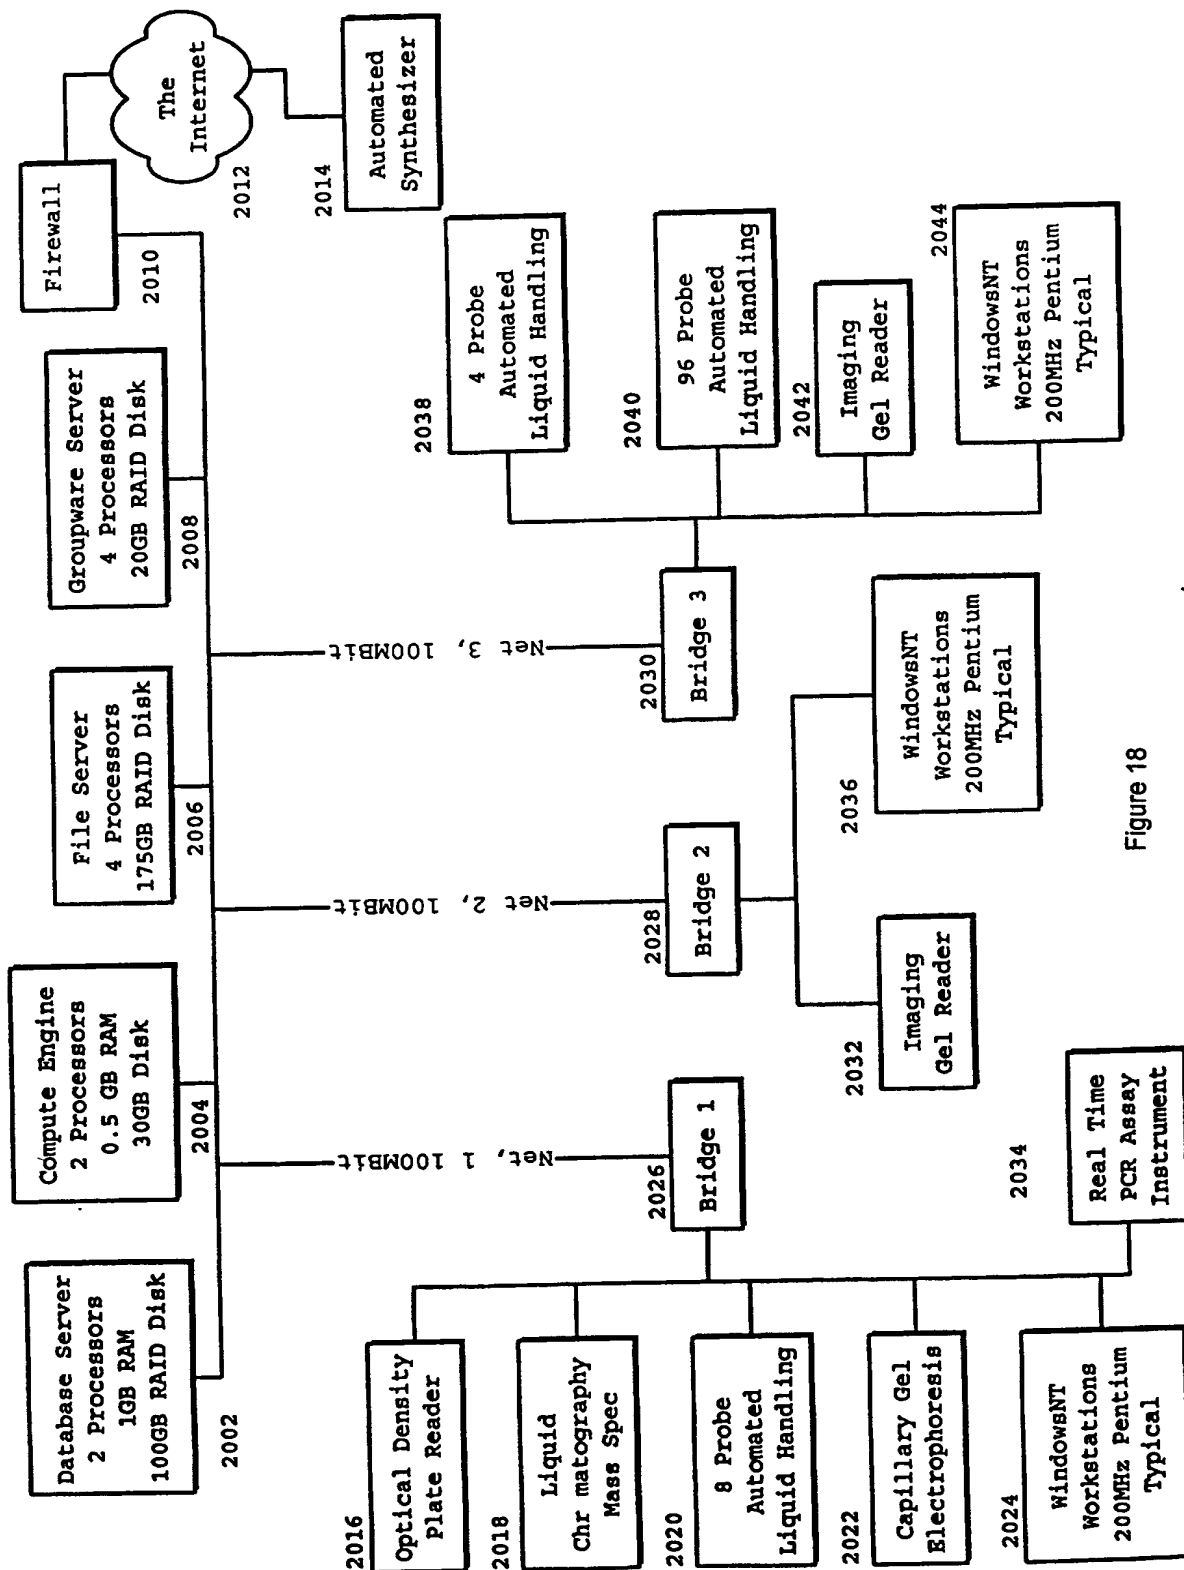 Database Server
2 Processors
1GB RAM
100GB RAID Disk
2002
Compute Engine
2 Processors
0.5 GB RAM
30GB Disk
2004
File Server
4 Processors
175GB RAID Disk
2006
Groupware Server
4 Processors
20GB RAID Disk
2008
Firewall
2010
The
Internet
2012
2014
Automated
Synthesizer
Net, 1 100MBit
Net 2, 100MBit
Net 3, 100MBit
2026
Bridge 1
2028
Bridge 2
2030
Bridge 3
2016
Optical Density
Plate Reader
2018
Liquid
Chr matography
Mass Spec
2020
8 Probe
Automated
Liquid Handling
2022
Capillary Gel
Electrophoresis
2024
WindowsNT
Workstations
200MHz Pentium
Typical
2034
Real Time
PCR Assay
Instrument
2032
Imaging
Gel Reader
2036
WindowsNT
Workstations
200MHz Pentium
Typical
2038
4 Probe
Automated
Liquid Handling
2040
96 Probe
Automated
Liquid Handling
2042
Imaging
Gel Reader
2044
WindowsNT
Workstations
200MHz Pentium
Typical
Figure 18